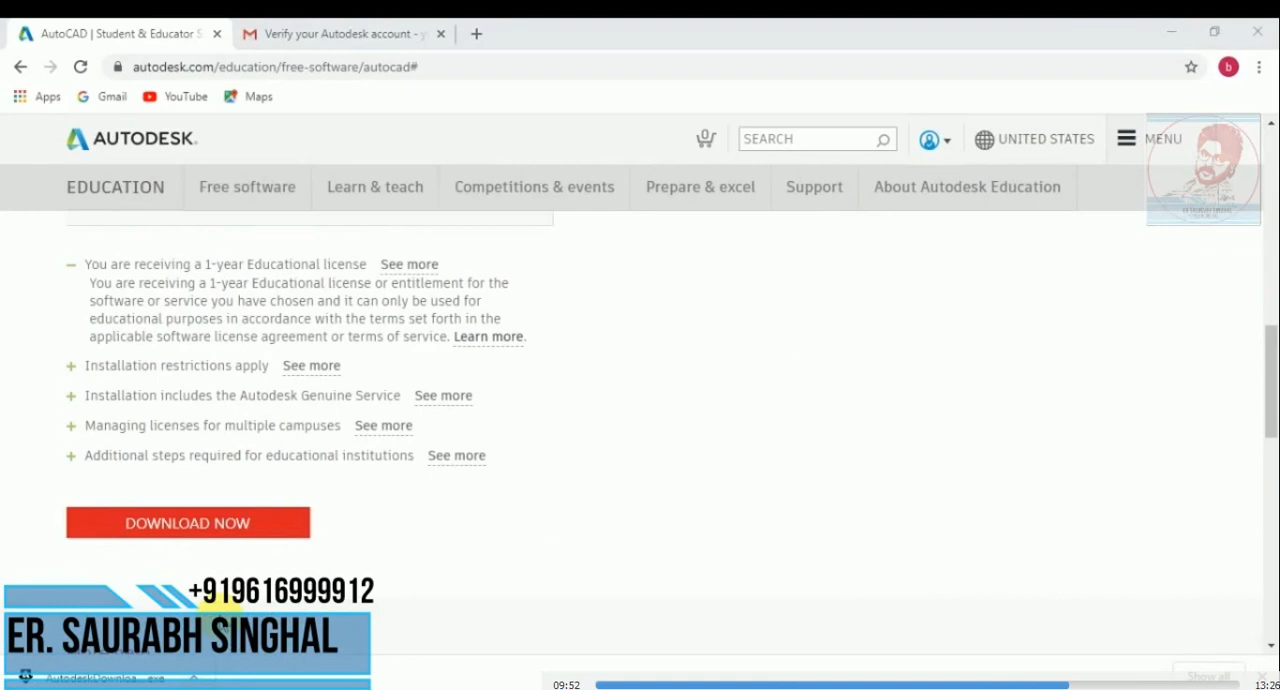 AutoCAD | Student & Educator S
Verify your Autodesk account - y
autodesk.com/education/free-software/autocad#
b
Apps Gmail YouTube Maps
AUTODESK.
0
SEARCH
UNITED STATES
MENU
EDUCATION Free software Learn & teach Competitions & events Prepare & excel Support About Autodesk Education
You are receiving a 1-year Educational license See more
You are receiving a 1-year Educational license or entitlement for the
software or service you have chosen and it can only be used for
educational purposes in accordance with the terms set forth in the
applicable software license agreement or terms of service. Learn more.
Installation restrictions apply See more
Installation includes the Autodesk Genuine Service See more
Managing licenses for multiple campuses See more
Additional steps required for educational institutions See more
DOWNLOAD NOW
+919616999912
ER. SAURABH SINGHAL
AutodeskDownloa....exe
Show all
09:52
13:26